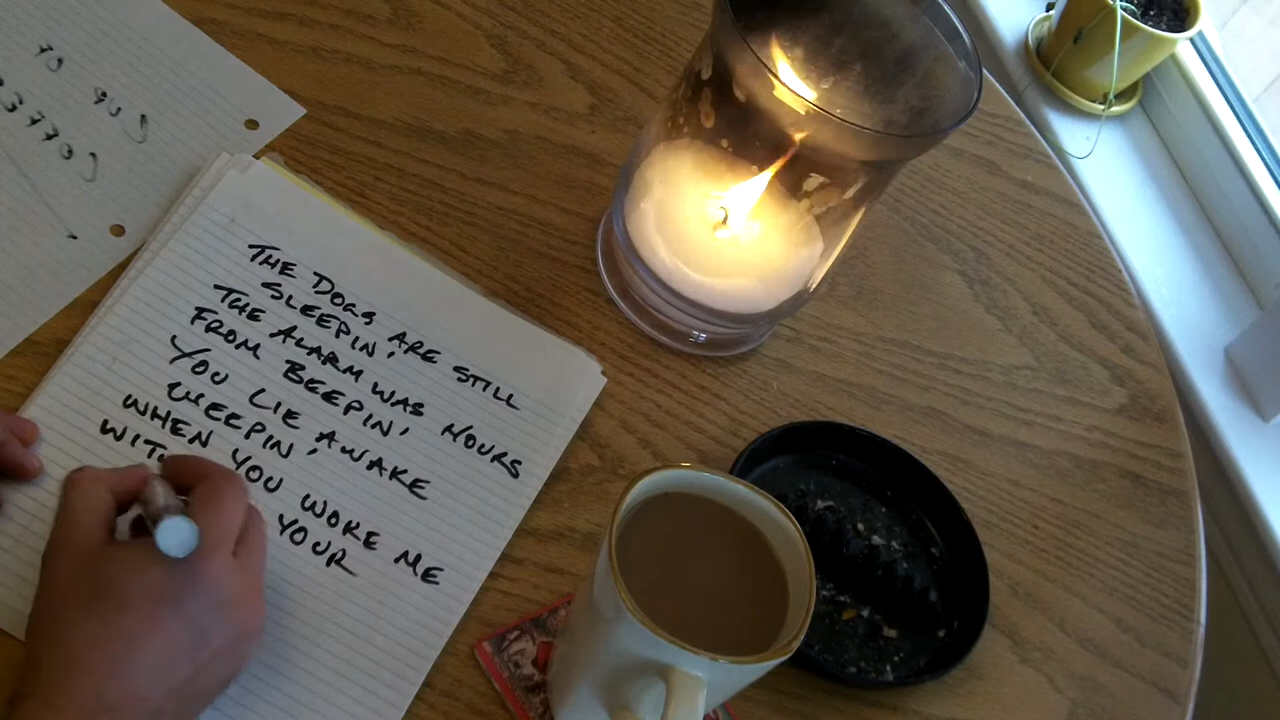 THE DOGS ARE STILL
SLEEPIN'
THE ALARM WAS HOURS
FROM BEEPIN'
YOU LIE AWAKE
WEEPIN'
WHEN YOU WOKE ME
YOUR